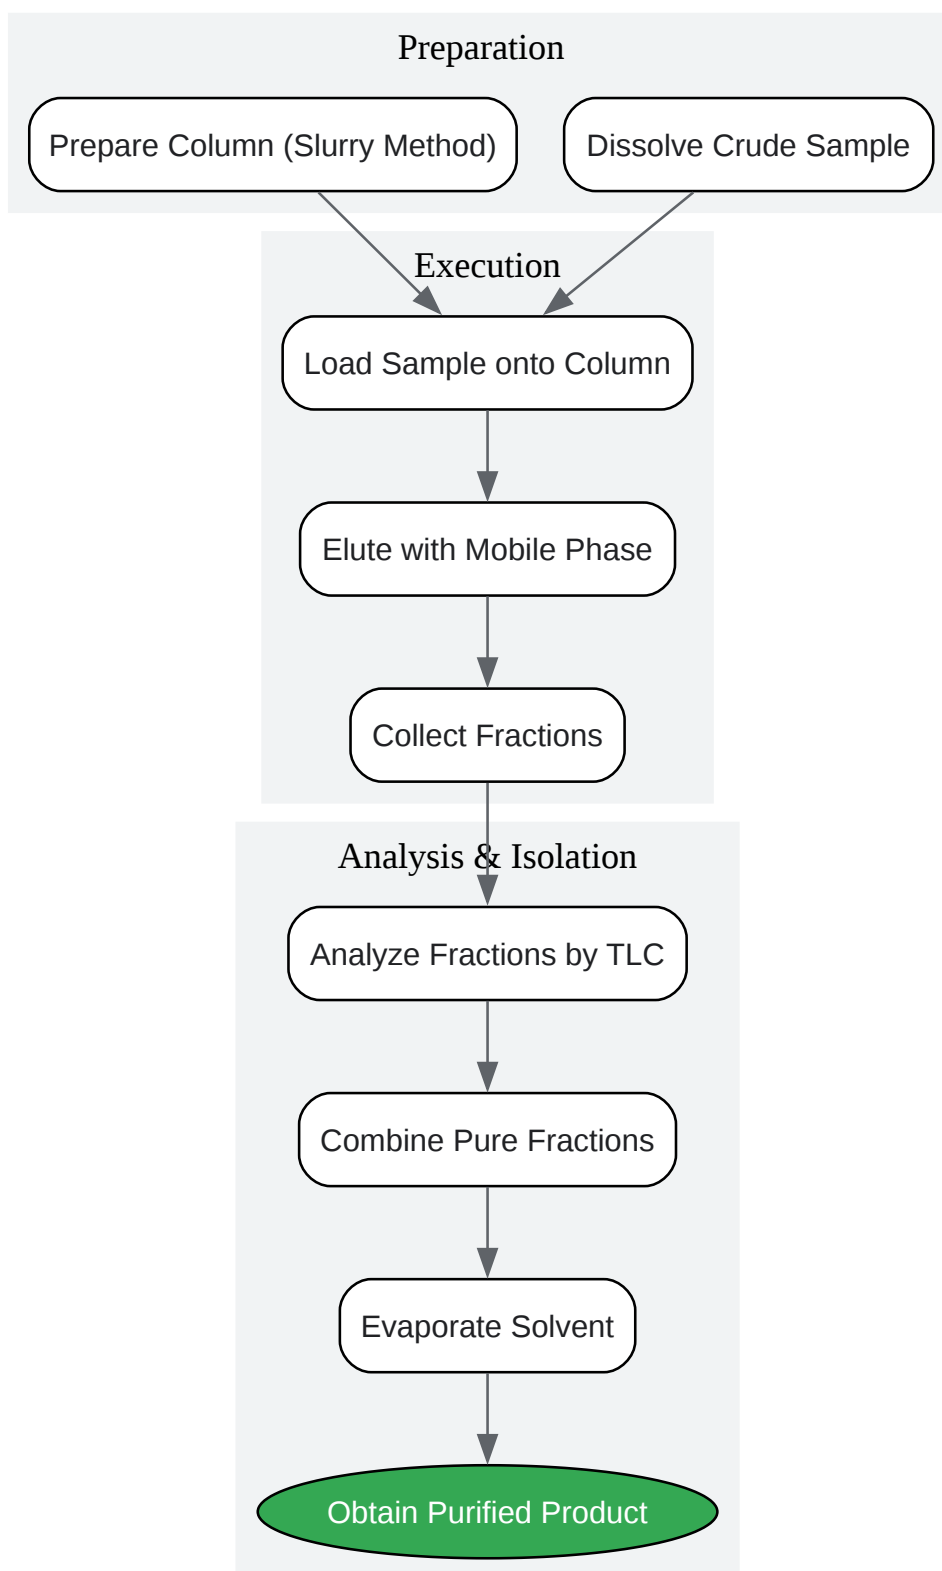 Preparation
Prepare Column (Slurry Method)
Dissolve Crude Sample
Execution
Load Sample onto Column
Elute with Mobile Phase
Collect Fractions
Analysis & Isolation
Analyze Fractions by TLC
Combine Pure Fractions
Evaporate Solvent
Obtain Purified Product